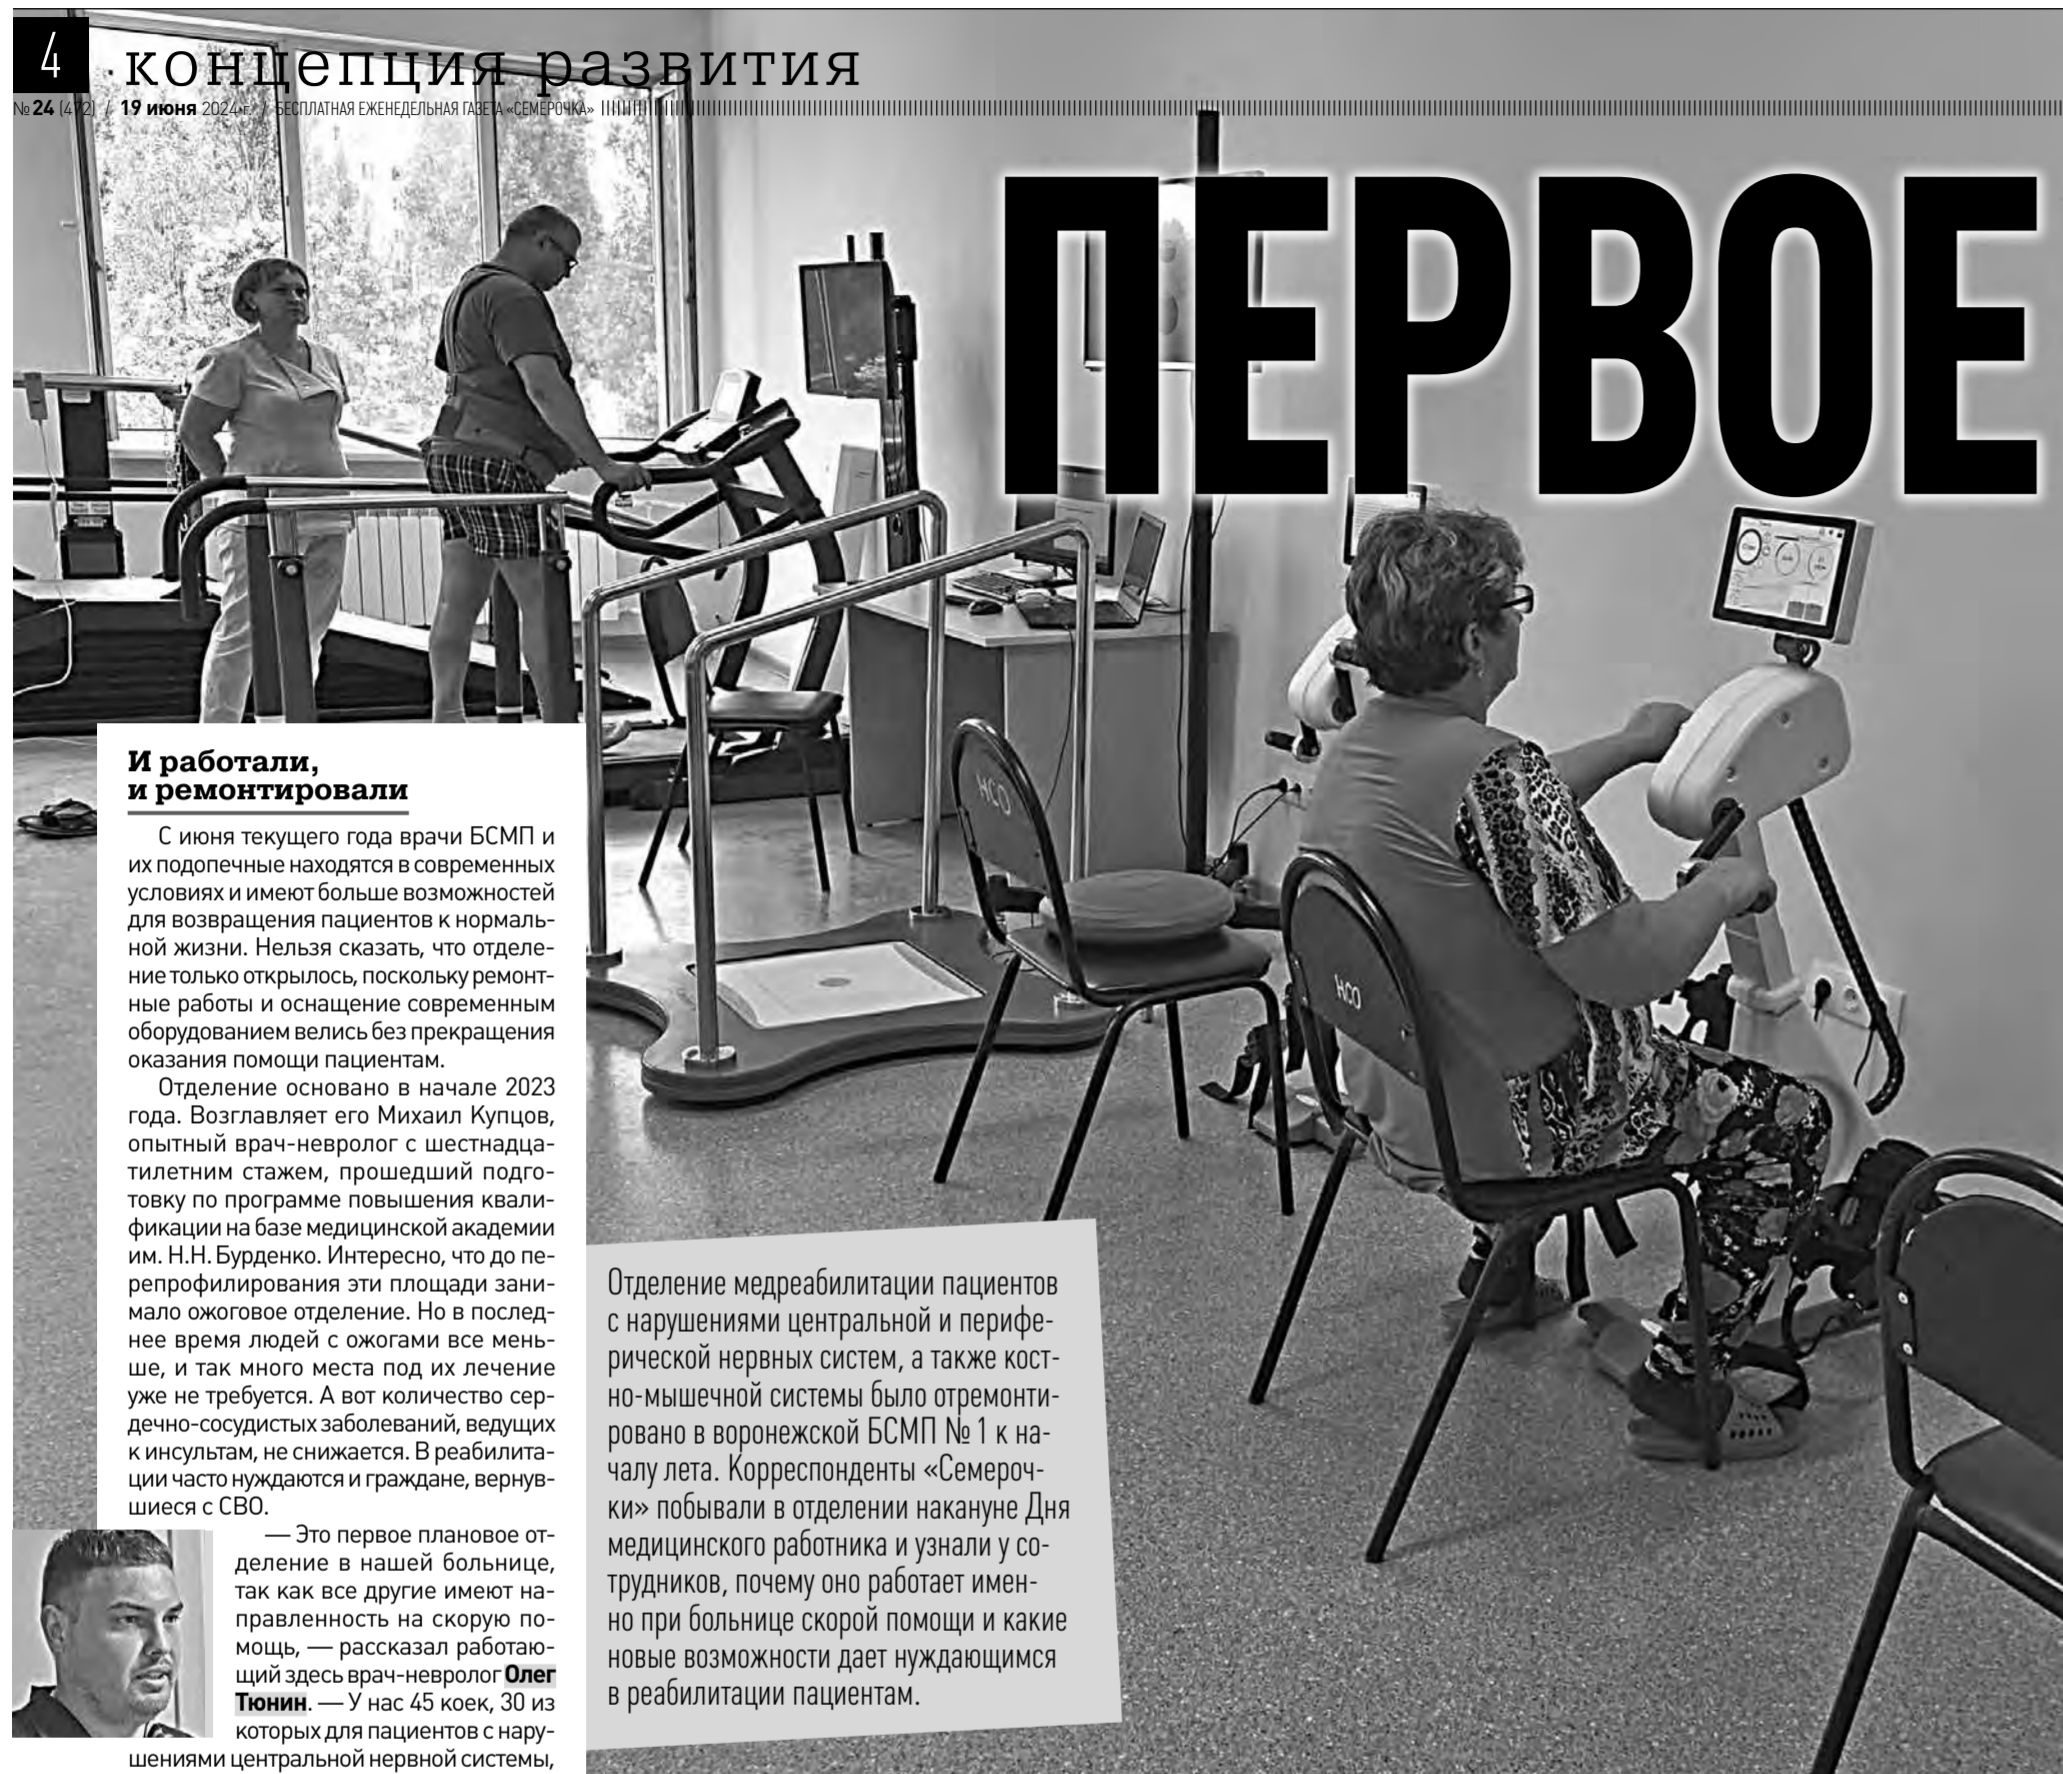 4
концепция развития
№ 24 (472) / 19 июня 2024 г. / БЕСПЛАТНАЯ ЕЖЕНЕДЕЛЬНАЯ ГАЗЕТА «СЕМЕРОЧКА»
ПЕРВОЕ
И работали,
и ремонтировали
С июня текущего года врачи БСМП и
их подопечные находятся в современных
условиях и имеют больше возможностей
для возвращения пациентов к нормаль-
ной жизни. Нельзя сказать, что отделе-
ние только открылось, поскольку ремонт-
ные работы и оснащение современным
оборудованием велись без прекращения
оказания помощи пациентам.
Отделение основано в начале 2023
года. Возглавляет его Михаил Купцов,
опытный врач-невролог с шестнадца-
тилетним стажем, прошедший подго-
товку по программе повышения квали-
фикации на базе медицинской академии
им. Н.Н. Бурденко. Интересно, что до пе-
репрофилирования эти площади зани-
мало ожоговое отделение. Но в послед-
нее время людей с ожогами все мень-
ше, и так много места под их лечение
уже не требуется. А вот количество сер-
дечно-сосудистых заболеваний, ведущих
к инсультам, не снижается. В реабилита-
ции часто нуждаются и граждане, вернув-
шиеся с СВО.
— Это первое плановое от-
деление в нашей больнице,
так как все другие имеют на-
правленность на скорую по-
мощь, — рассказал работаю-
щий здесь врач-невролог Олег
Тюнин. — У нас 45 коек, 30 из
которых для пациентов с нару-
шениями центральной нервной системы,
Отделение медреабилитации пациентов
с нарушениями центральной и перифе-
рической нервных систем, а также кост-
но-мышечной системы было отремонти-
ровано в воронежской БСМП № 1 к на-
чалу лета. Корреспонденты «Семероч-
ки» побывали в отделении накануне Дня
медицинского работника и узнали у со-
трудников, почему оно работает имен-
но при больнице скорой помощи и какие
новые возможности дает нуждающимся
в реабилитации пациентам.
НСО
НСО